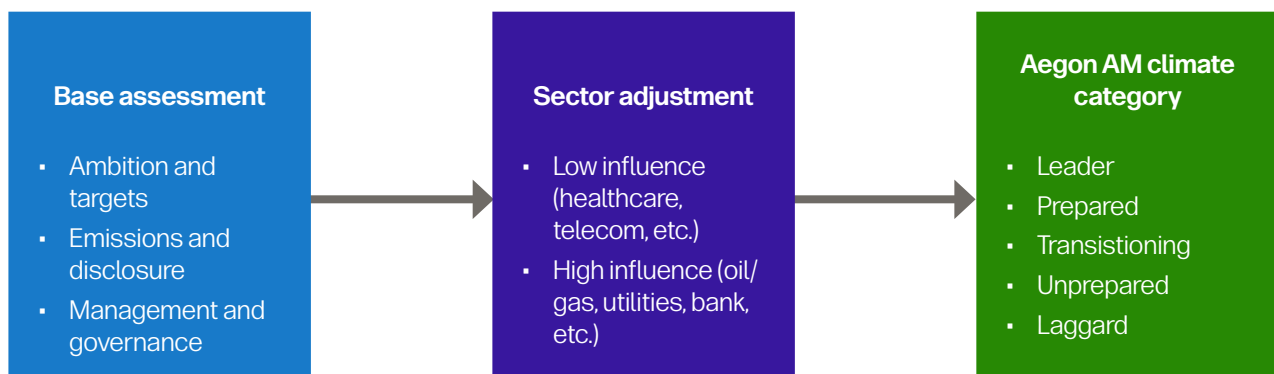 Base assessment
▪ Ambition and
targets
▪ Emissions and
disclosure
▪ Management and
governance
Sector adjustment
▪ Low influence
(healthcare,
telecom, etc.)
▪ High influence (oil/
gas, utilities, bank,
etc.)
Aegon AM climate
category
▪ Leader
▪ Prepared
▪ Transistioning
▪ Unprepared
▪ Laggard